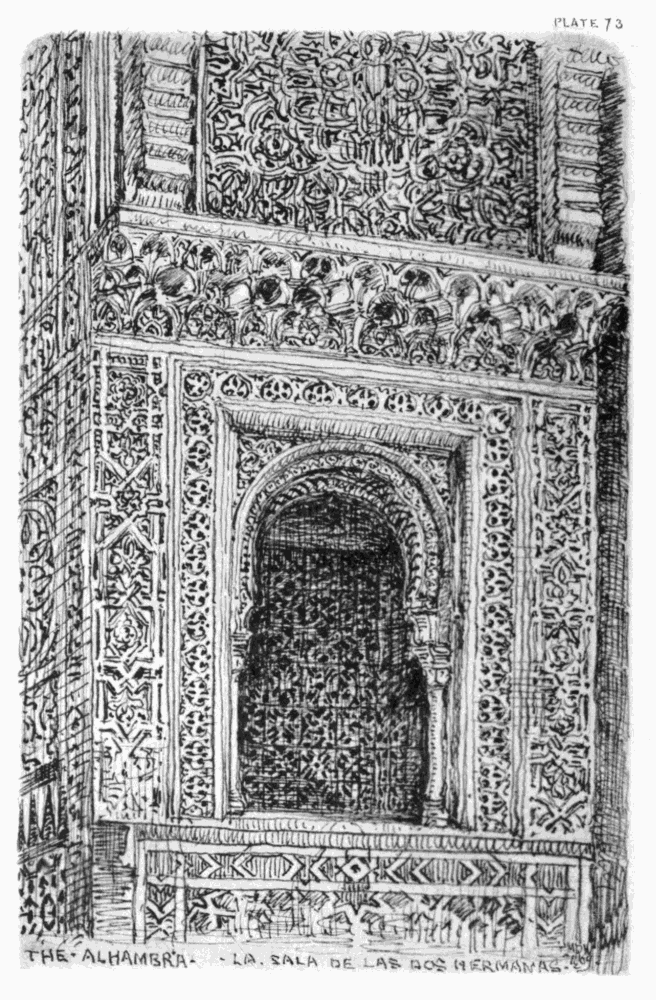 PLATE 73
THE · ALHAMBRA · · LA · SALA DE LAS DOS HERMANAS ·